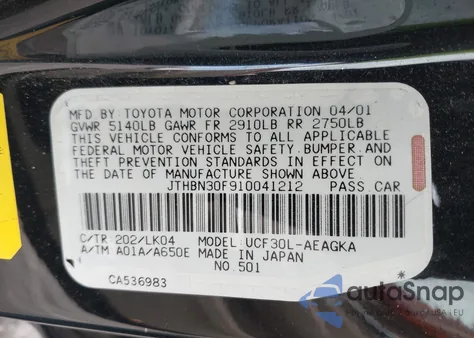 MFD BY TOYOTA MOTOR CORPORATION 04/01
GVWR 5140LB GAWR FR 2910LB RR 2750LB
THIS VEHICLE CONFORMS TO ALL APPLICABLE
FEDERAL MOTOR VEHICLE SAFETY, BUMPER, AND
THEFT PREVENTION STANDARDS IN EFFECT ON
THE DATE OF MANUFACTURE SHOWN ABOVE.
JTHBN30F910041212 PASS.CAR
C/TR 202/LK04 MODEL UCF30L-AEAGKA
A/TM A01A/A650E MADE IN JAPAN
NO.501
CA536983
autoSnap